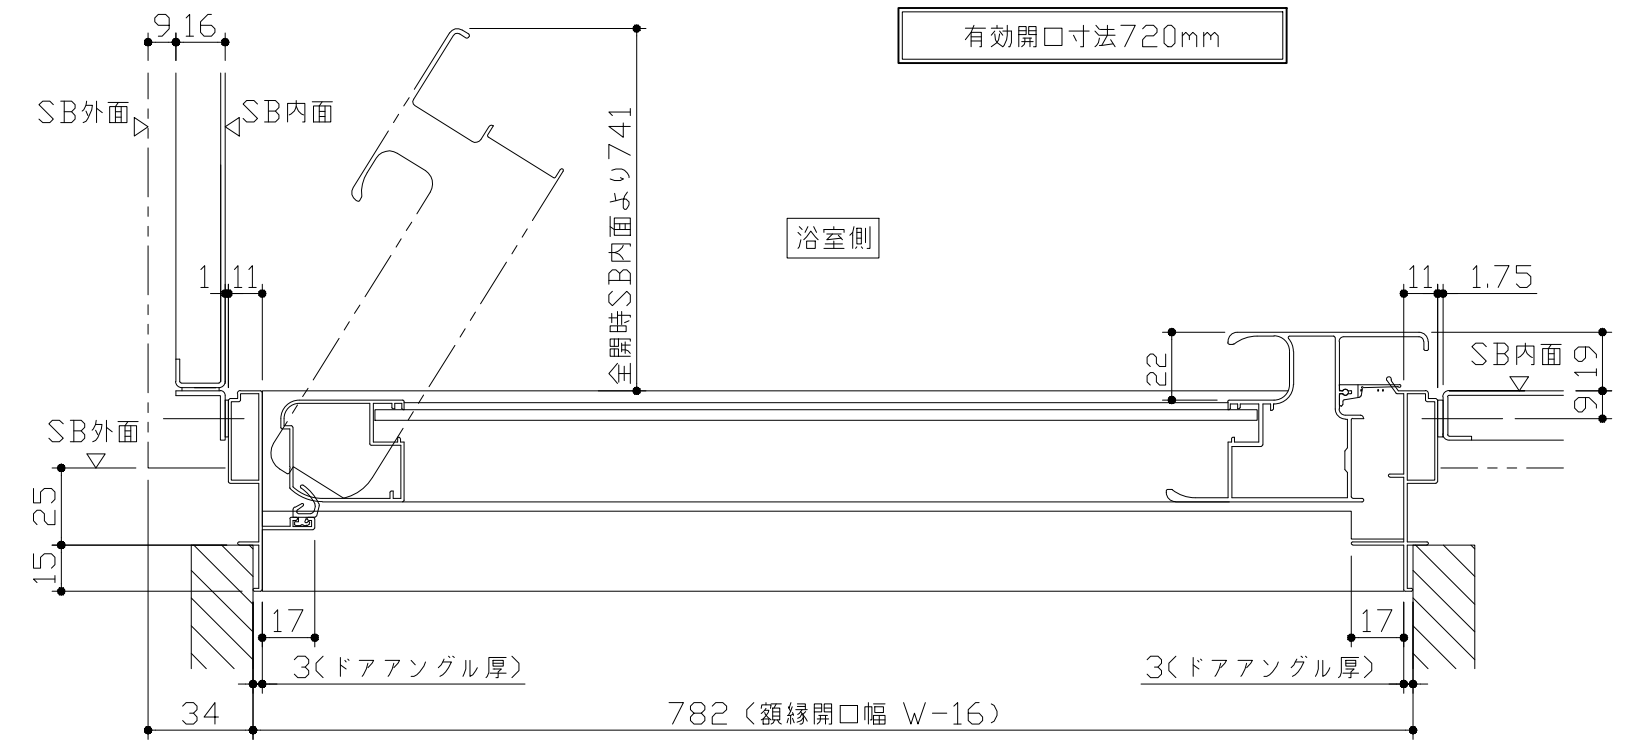 9 16
有効開口寸法720mm
SB外面
SB内面
全開時SB内面より741
浴室側
1 11
11 1.75
22
SB内面
19
9
SB外面
25
15
17
17
3(ドアアングル厚)
3(ドアアングル厚)
34
782 (額縁開口幅 W-16)